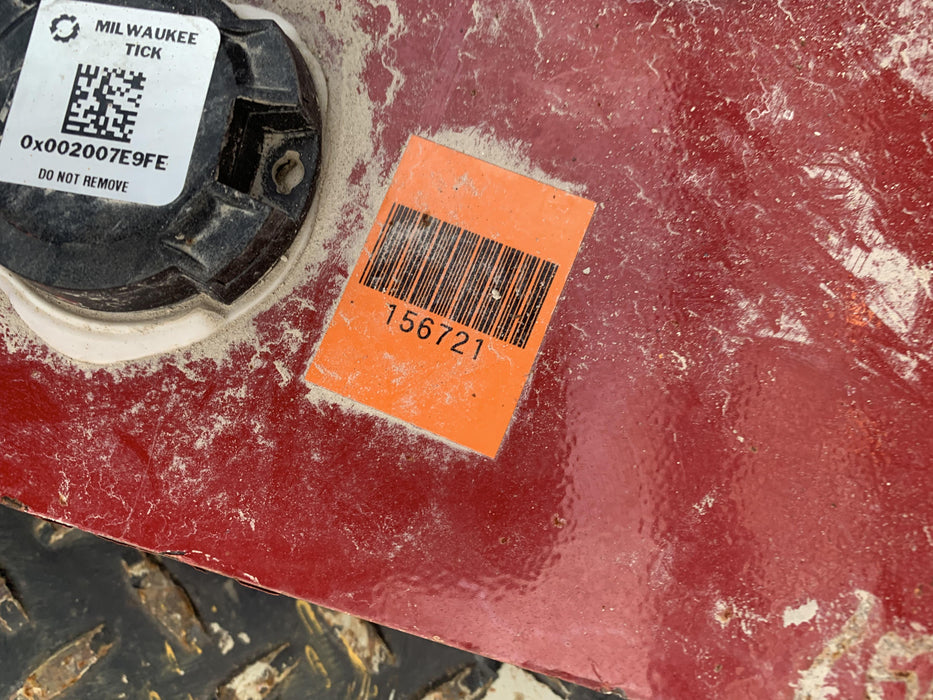 MILWAUKEE
TICK
0x002007E9FE
DO NOT REMOVE
156721